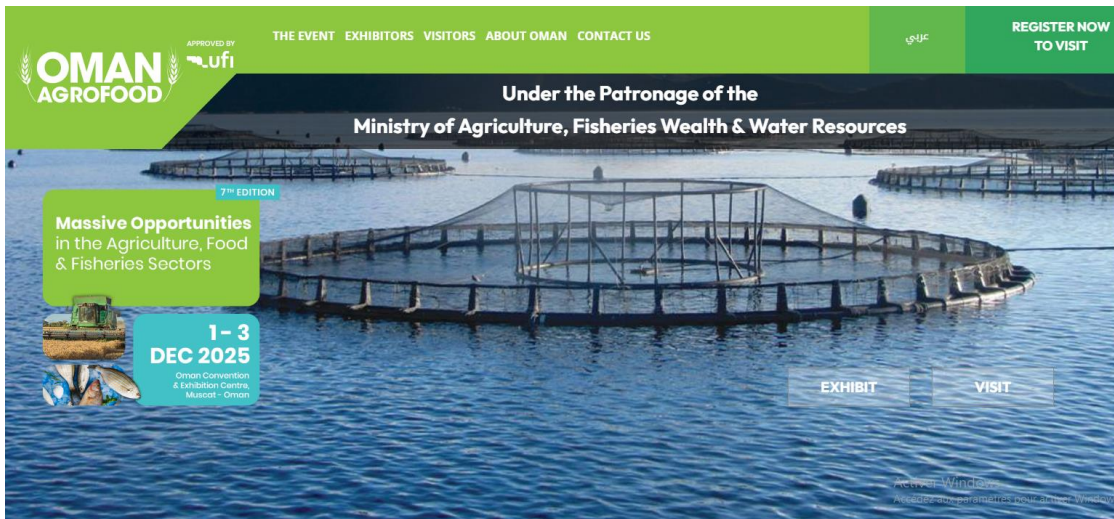 OMAN
AGROFOOD
APPROVED BY
ufi
THE EVENT EXHIBITORS VISITORS ABOUT OMAN CONTACT US
عربي
REGISTER NOW
TO VISIT
Under the Patronage of the
Ministry of Agriculture, Fisheries Wealth & Water Resources
7TH EDITION
Massive Opportunities
in the Agriculture, Food
& Fisheries Sectors
1 - 3
DEC 2025
Oman Convention
& Exhibition Centre,
Muscat - Oman
EXHIBIT
VISIT
Activer Windows
Accédez aux paramètres pour activer Windows